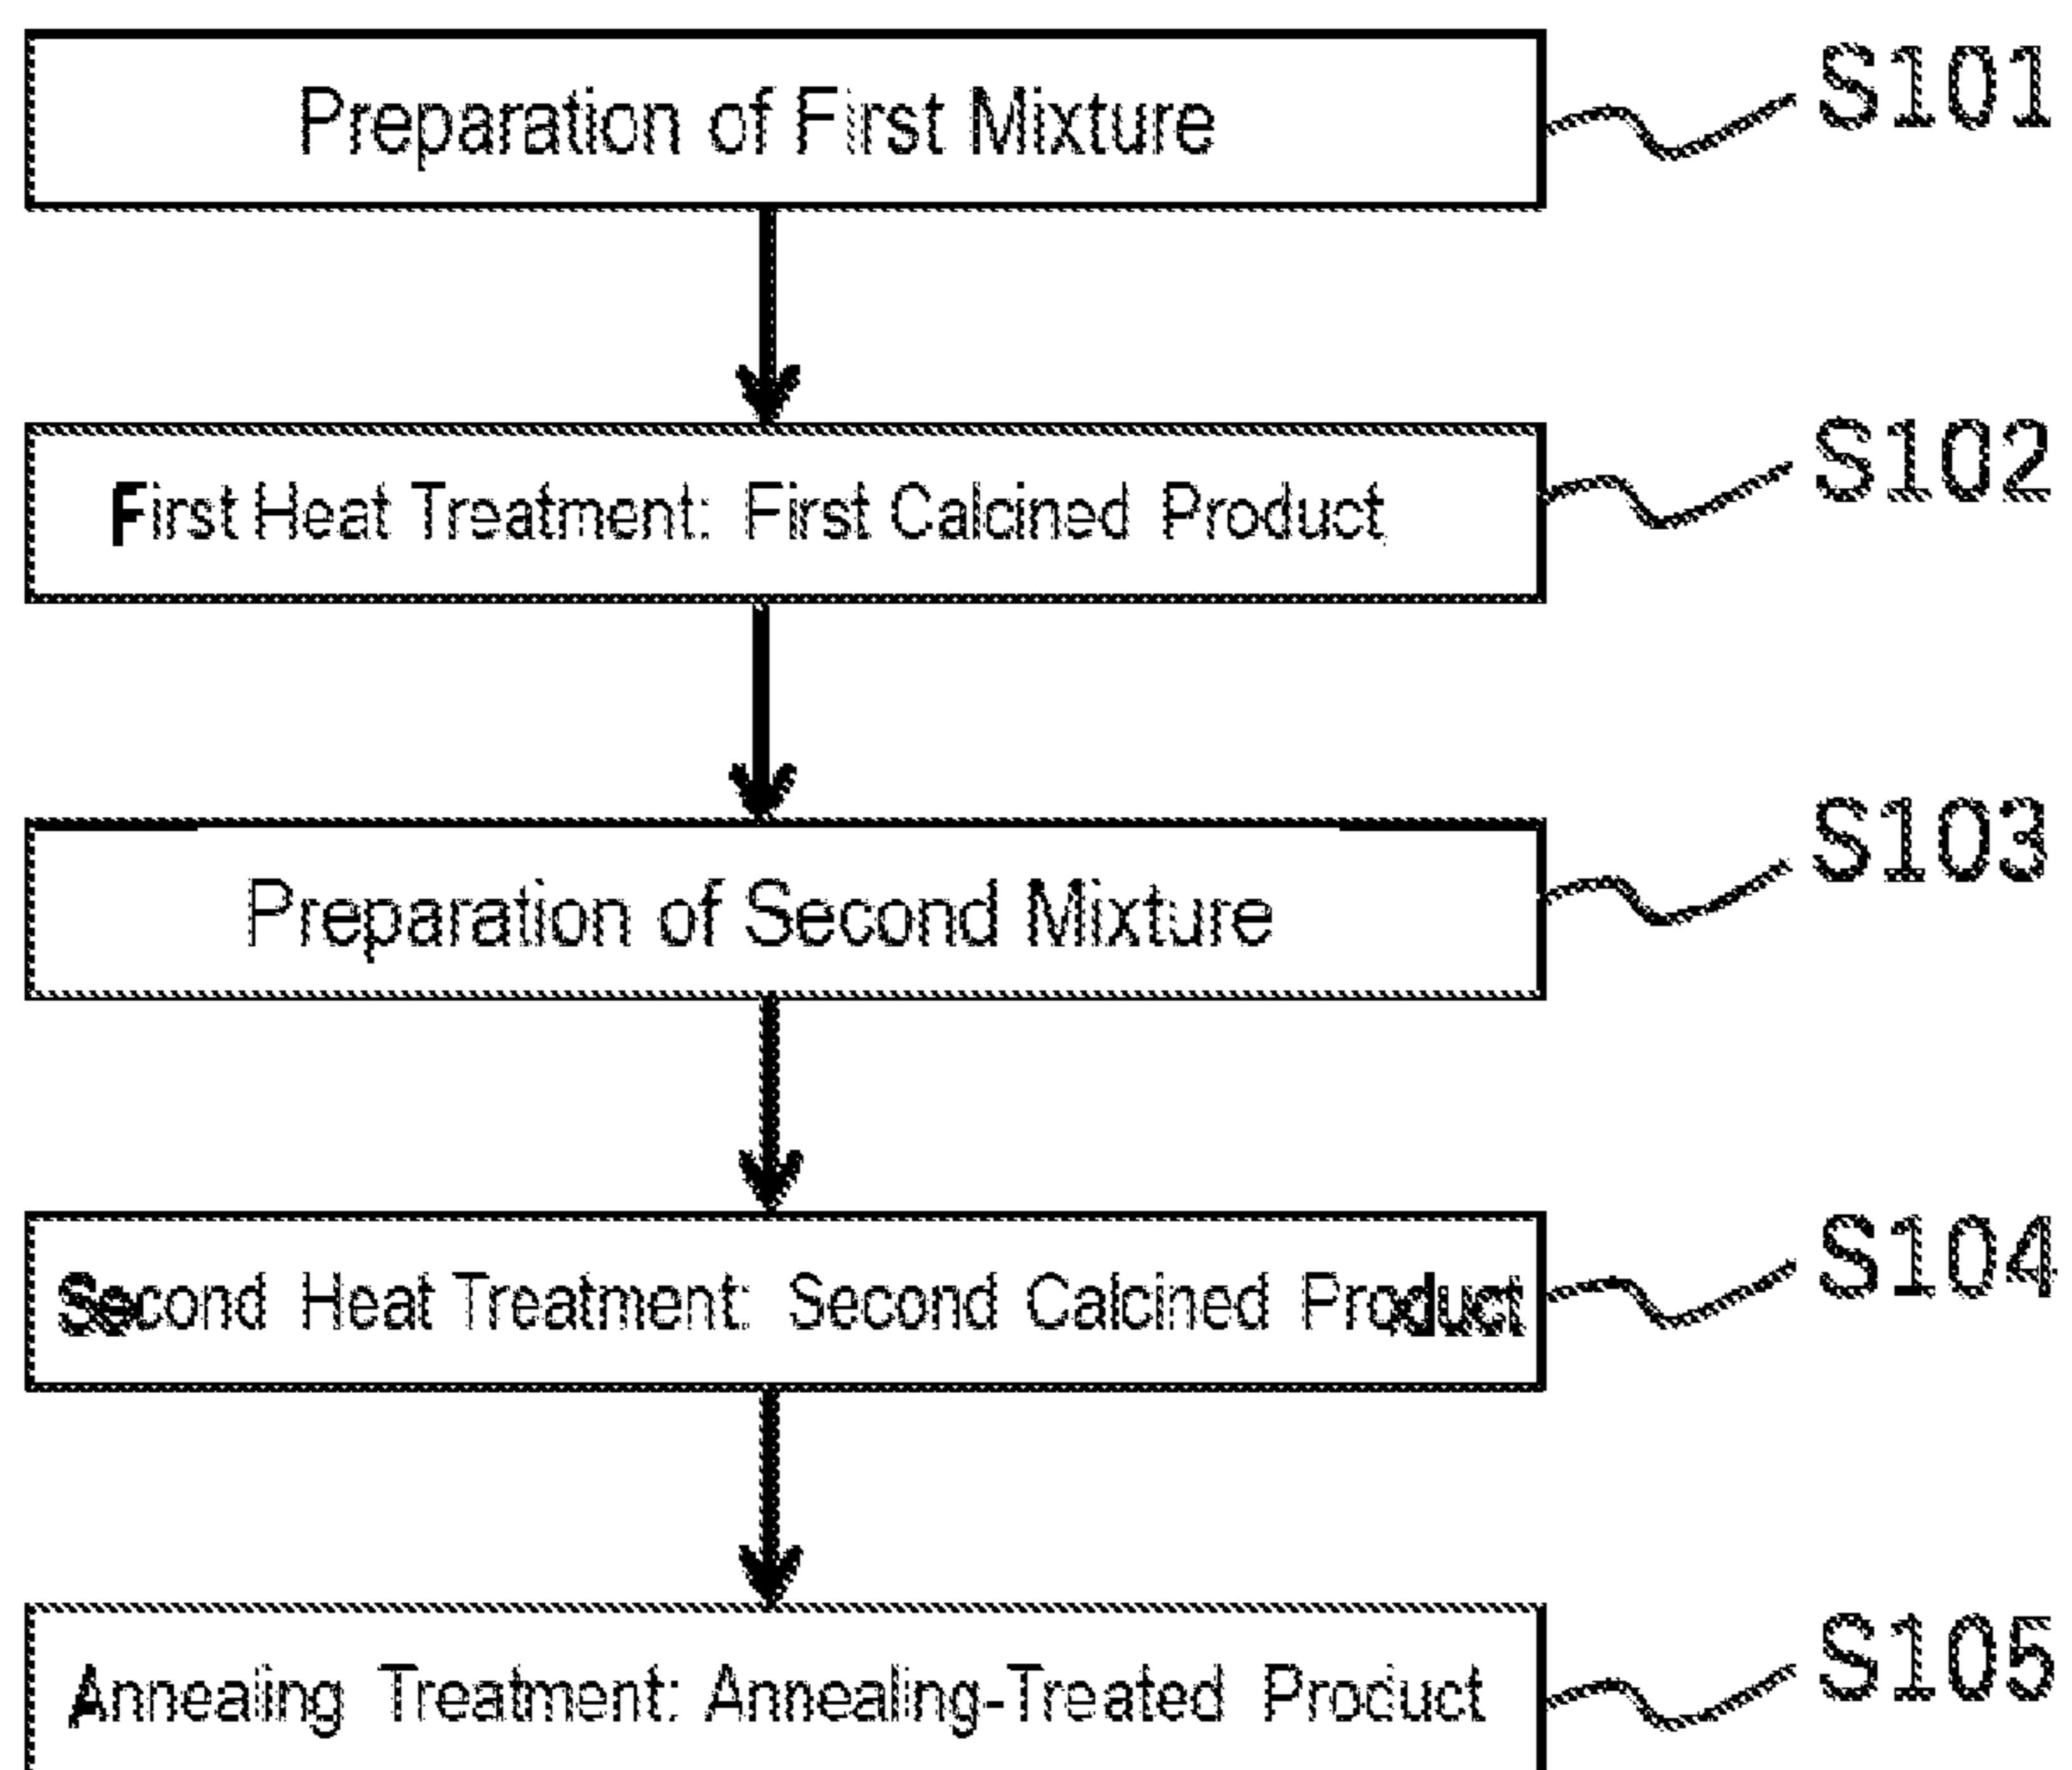 Preparation of First Mixture
S101
First Heat Treatment: First Calcined Product
S102
Preparation of Second Mixture
S103
Second Heat Treatment: Second Calcined Product
S104
Annealing Treatment: Annealing-Treated Product
S105